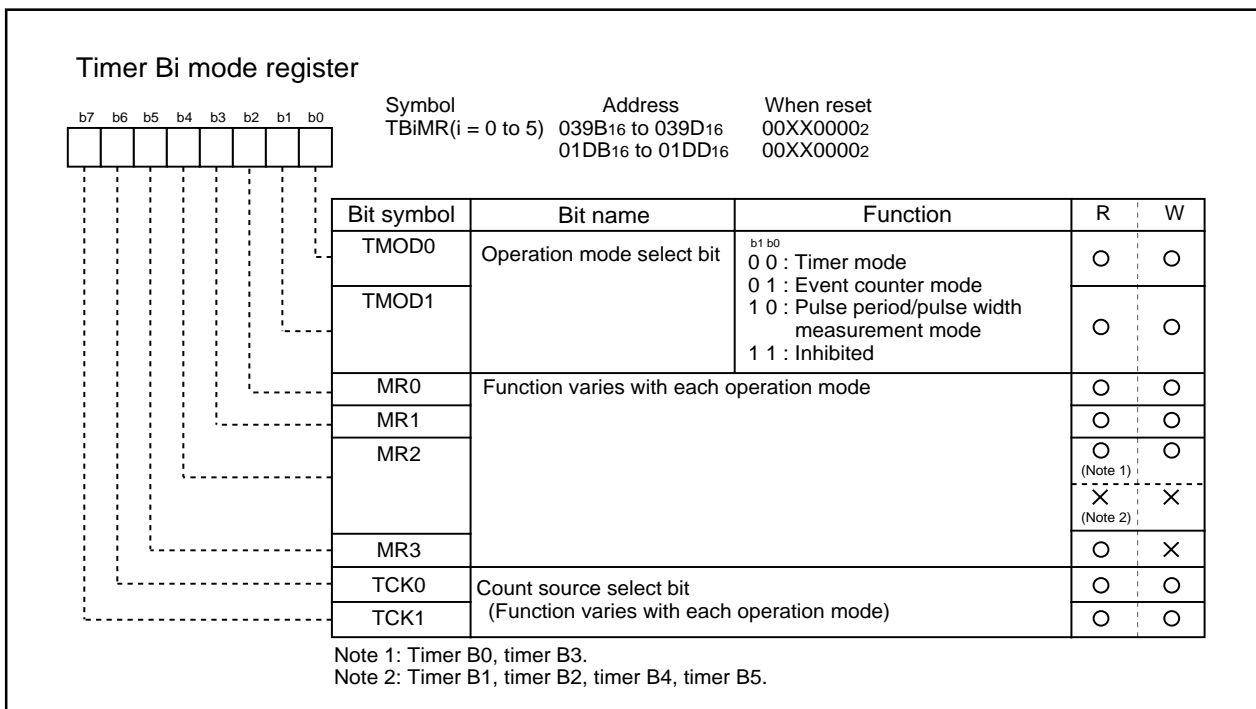 Timer Bi mode register
Symbol Address When reset
TBiMR(i = 0 to 5) 039B16 to 039D16 00XX00002
01DB16 to 01DD16 00XX00002
b7 b6 b5 b4 b3 b2 b1 b0
Bit symbol Bit name Function R W
TMOD0 Operation mode select bit b1 b0
0 0 : Timer mode
0 1 : Event counter mode
TMOD1 1 0 : Pulse period/pulse width
measurement mode
1 1 : Inhibited
MR0 Function varies with each operation mode
MR1
MR2
(Note 1)
(Note 2)
MR3
TCK0 Count source select bit
TCK1 (Function varies with each operation mode)
Note 1: Timer B0, timer B3.
Note 2: Timer B1, timer B2, timer B4, timer B5.